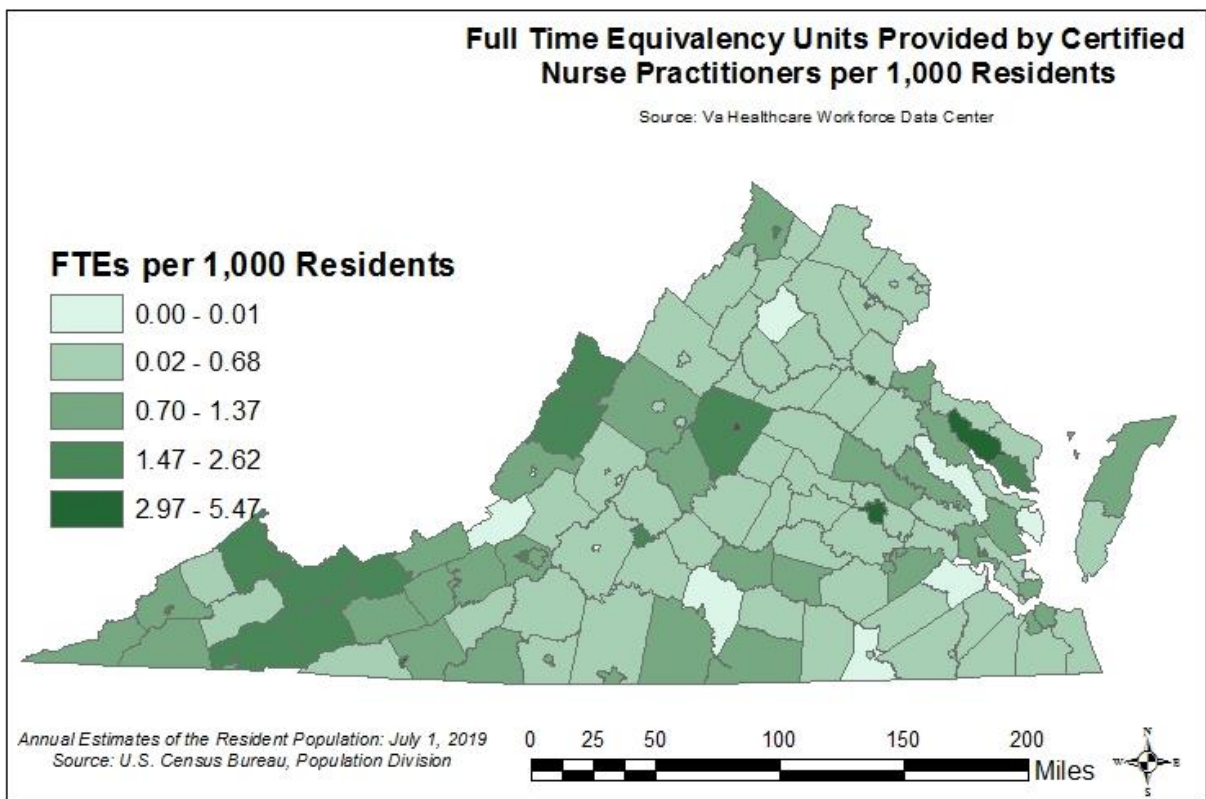 Full Time Equivalency Units Provided by Certified
Nurse Practitioners per 1,000 Residents
Source: Va Healthcare Workforce Data Center
FTEs per 1,000 Residents
0.00 - 0.01
0.02 - 0.68
0.70 - 1.37
1.47 - 2.62
2.97 - 5.47
Annual Estimates of the Resident Population: July 1, 2019
Source: U.S. Census Bureau, Population Division
0 25 50 100 150 200
Miles
N
W E
S